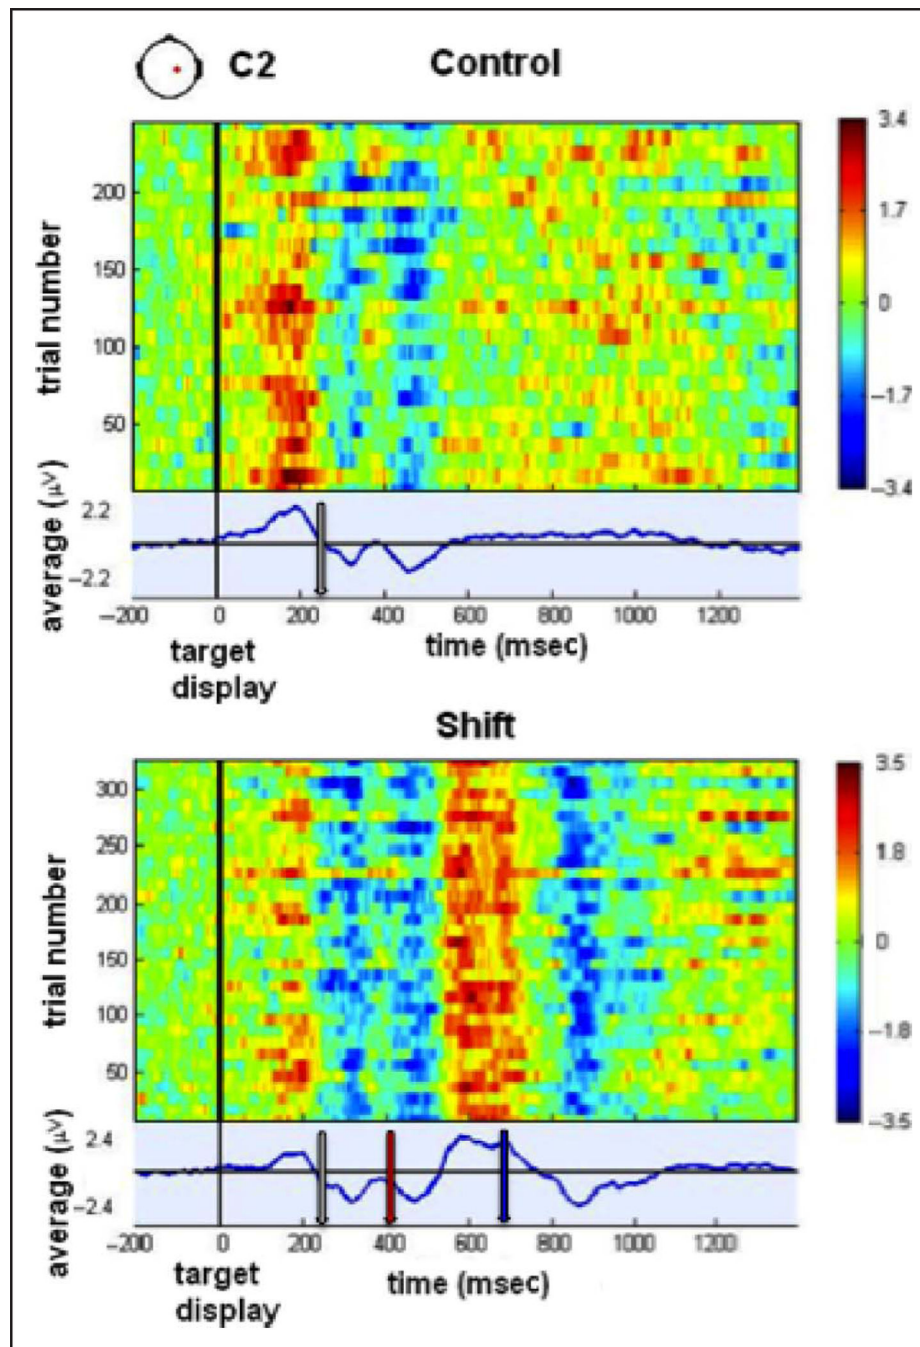 C2 Control
3.4
1.7
0
−1.7
−3.4
trial number
200
150
100
50
average (μV)
2.2
−2.2
−200 0 200 400 600 800 1000 1200
target
display
time (msec)
Shift
3.5
1.8
0
−1.8
−3.5
trial number
300
250
200
150
100
50
average (μV)
2.4
−2.4
−200 0 200 400 600 800 1000 1200
target
display
time (msec)